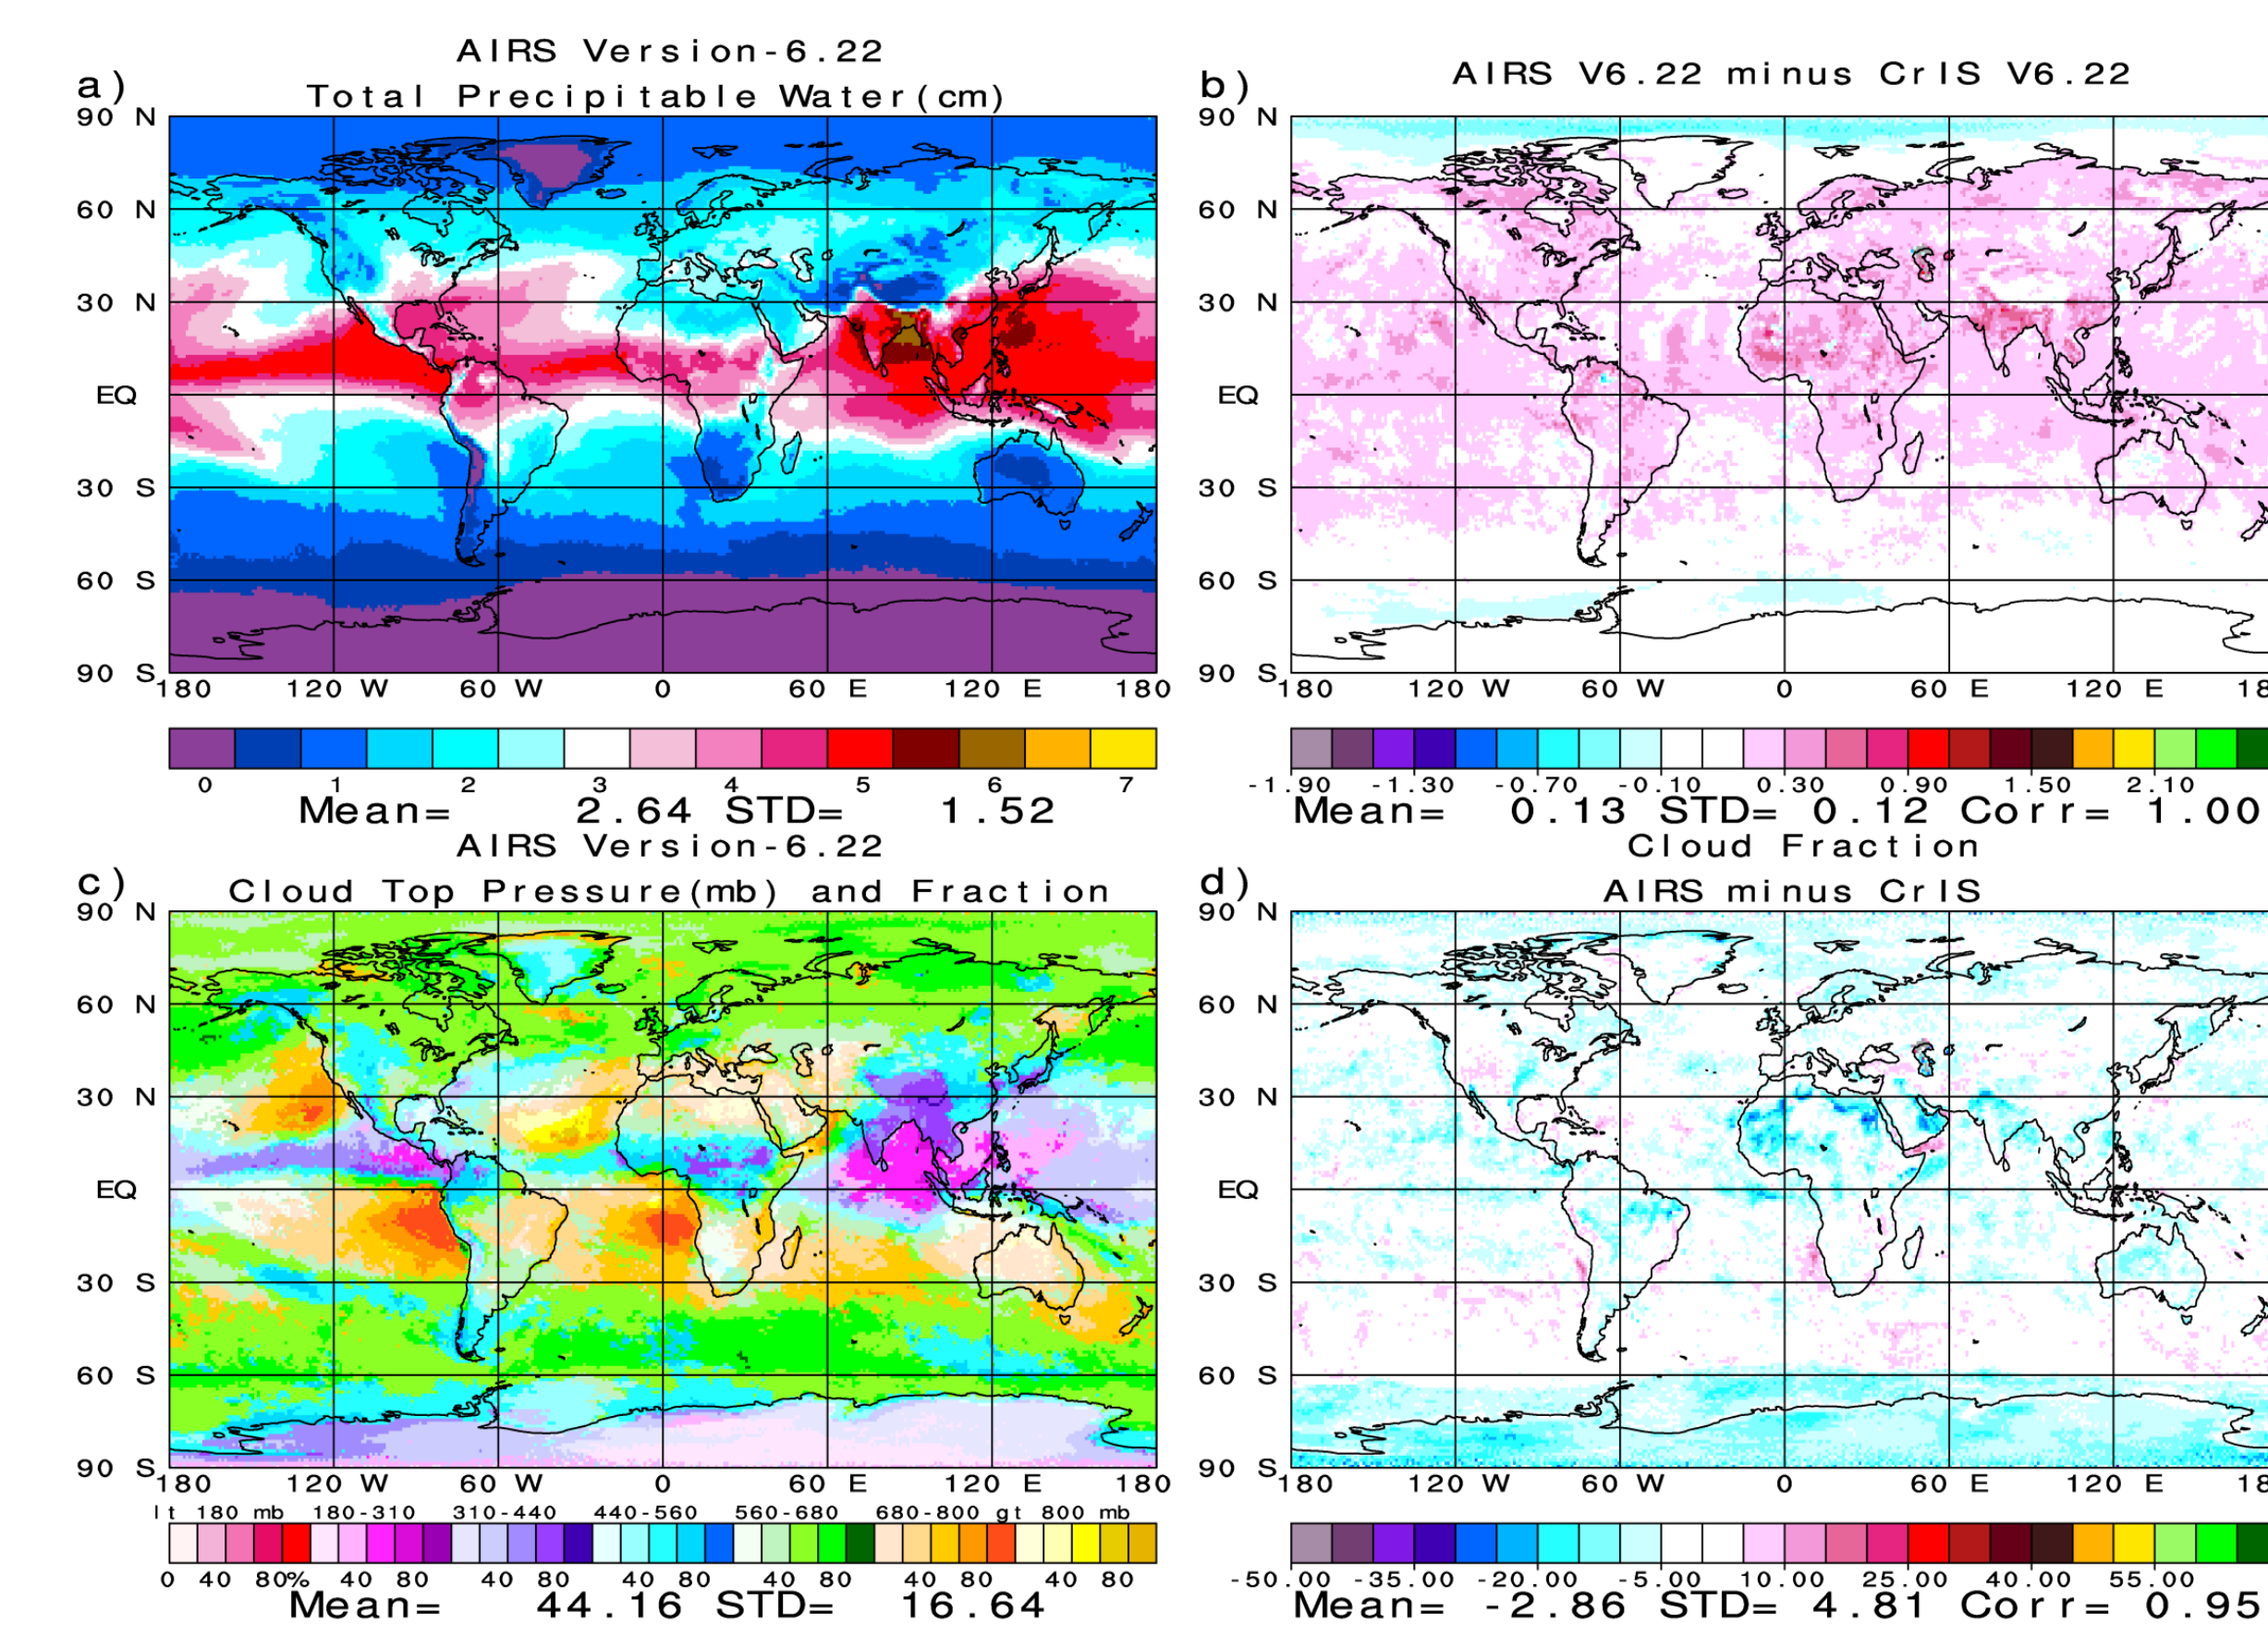 AIRS Version-6.22
a) Total Precipitable Water(cm)
90 N
60 N
30 N
EQ
30 S
60 S
90 S
180 120 W 60 W 0 60 E 120 E 180
0 1 2 3 4 5 6 7
Mean= 2.64 STD= 1.52
b) AIRS V6.22 minus CrIS V6.22
90 N
60 N
30 N
EQ
30 S
60 S
90 S
180 120 W 60 W 0 60 E 120 E
-1.90 -1.30 -0.70 -0.10 0.30 0.90 1.50 2.10
Mean= 0.13 STD= 0.12 Corr= 1.00
AIRS Version-6.22
c) Cloud Top Pressure(mb) and Fraction
90 N
60 N
30 N
EQ
30 S
60 S
90 S
180 120 W 60 W 0 60 E 120 E 180
lt 180 mb 180-310 310-440 440-560 560-680 680-800 gt 800 mb
0 40 80% 40 80 40 80 40 80 40 80 40 80 40 80
Mean= 44.16 STD= 16.64
Cloud Fraction
d) AIRS minus CrIS
90 N
60 N
30 N
EQ
30 S
60 S
90 S
180 120 W 60 W 0 60 E 120 E
-50.00 -35.00 -20.00 -5.00 10.00 25.00 40.00 55.00
Mean= -2.86 STD= 4.81 Corr= 0.95